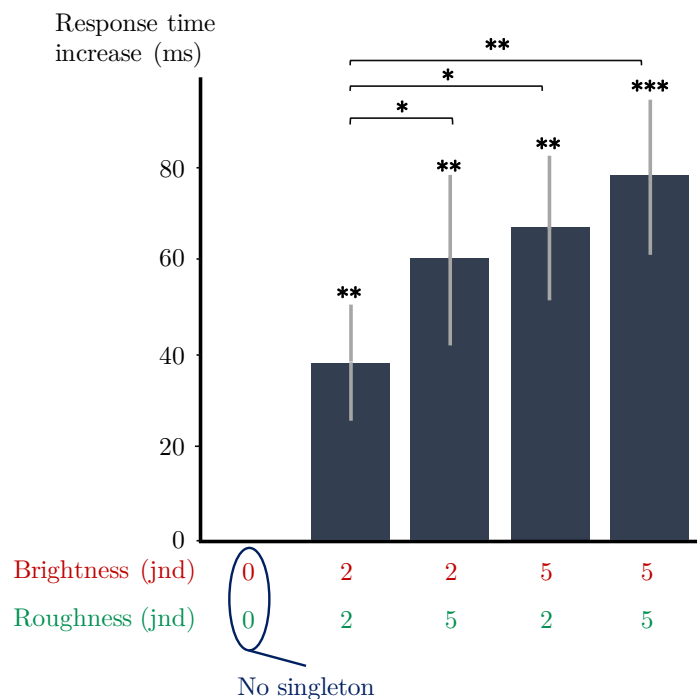 Response time
increase (ms)
**
*
***
*
**
**
80
60
**
40
20
0
Brightness (jnd) 0 2 2 5 5
Roughness (jnd) 0 2 5 2 5
No singleton